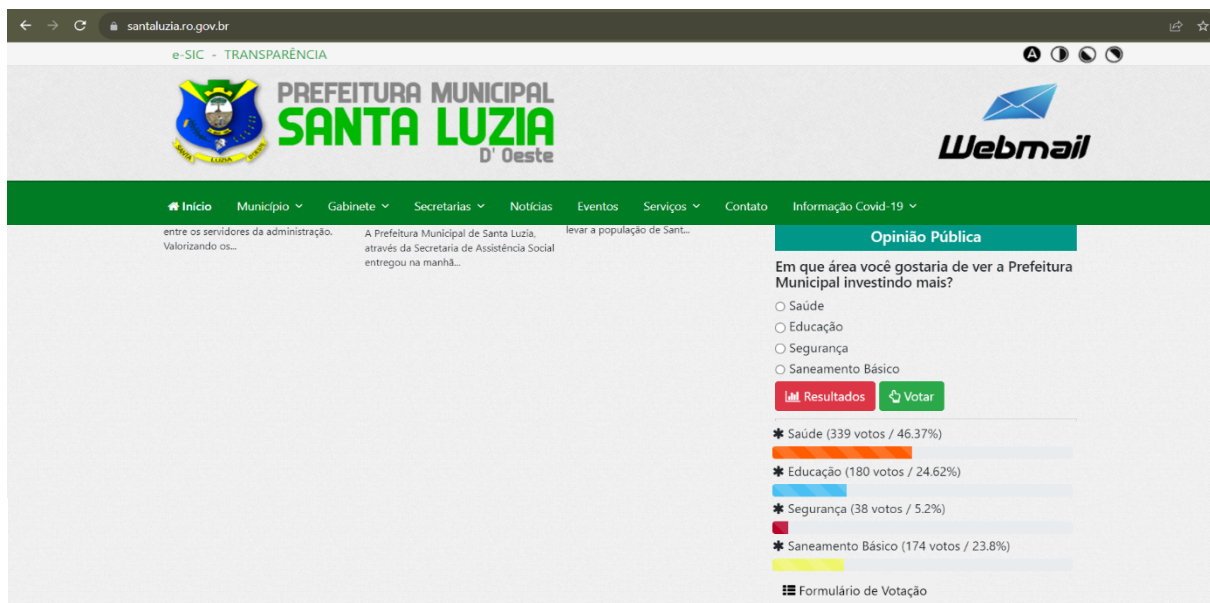 santaluzia.ro.gov.br
e-SIC - TRANSPARÊNCIA
A
PREFEITURA MUNICIPAL
SANTA LUZIA
D' Oeste
SANTA LUZIA D'OESTE
Webmail
Início Município Gabinete Secretarias Notícias Eventos Serviços Contato Informação Covid-19
entre os servidores da administração.
Valorizando os...
A Prefeitura Municipal de Santa Luzia,
através da Secretaria de Assistência Social
entregou na manhã...
levar a população de Sant...
Opinião Pública
Em que área você gostaria de ver a Prefeitura
Municipal investindo mais?
Saúde
Educação
Segurança
Saneamento Básico
Resultados Votar
Saúde (339 votos / 46.37%)
Educação (180 votos / 24.62%)
Segurança (38 votos / 5.2%)
Saneamento Básico (174 votos / 23.8%)
Formulário de Votação